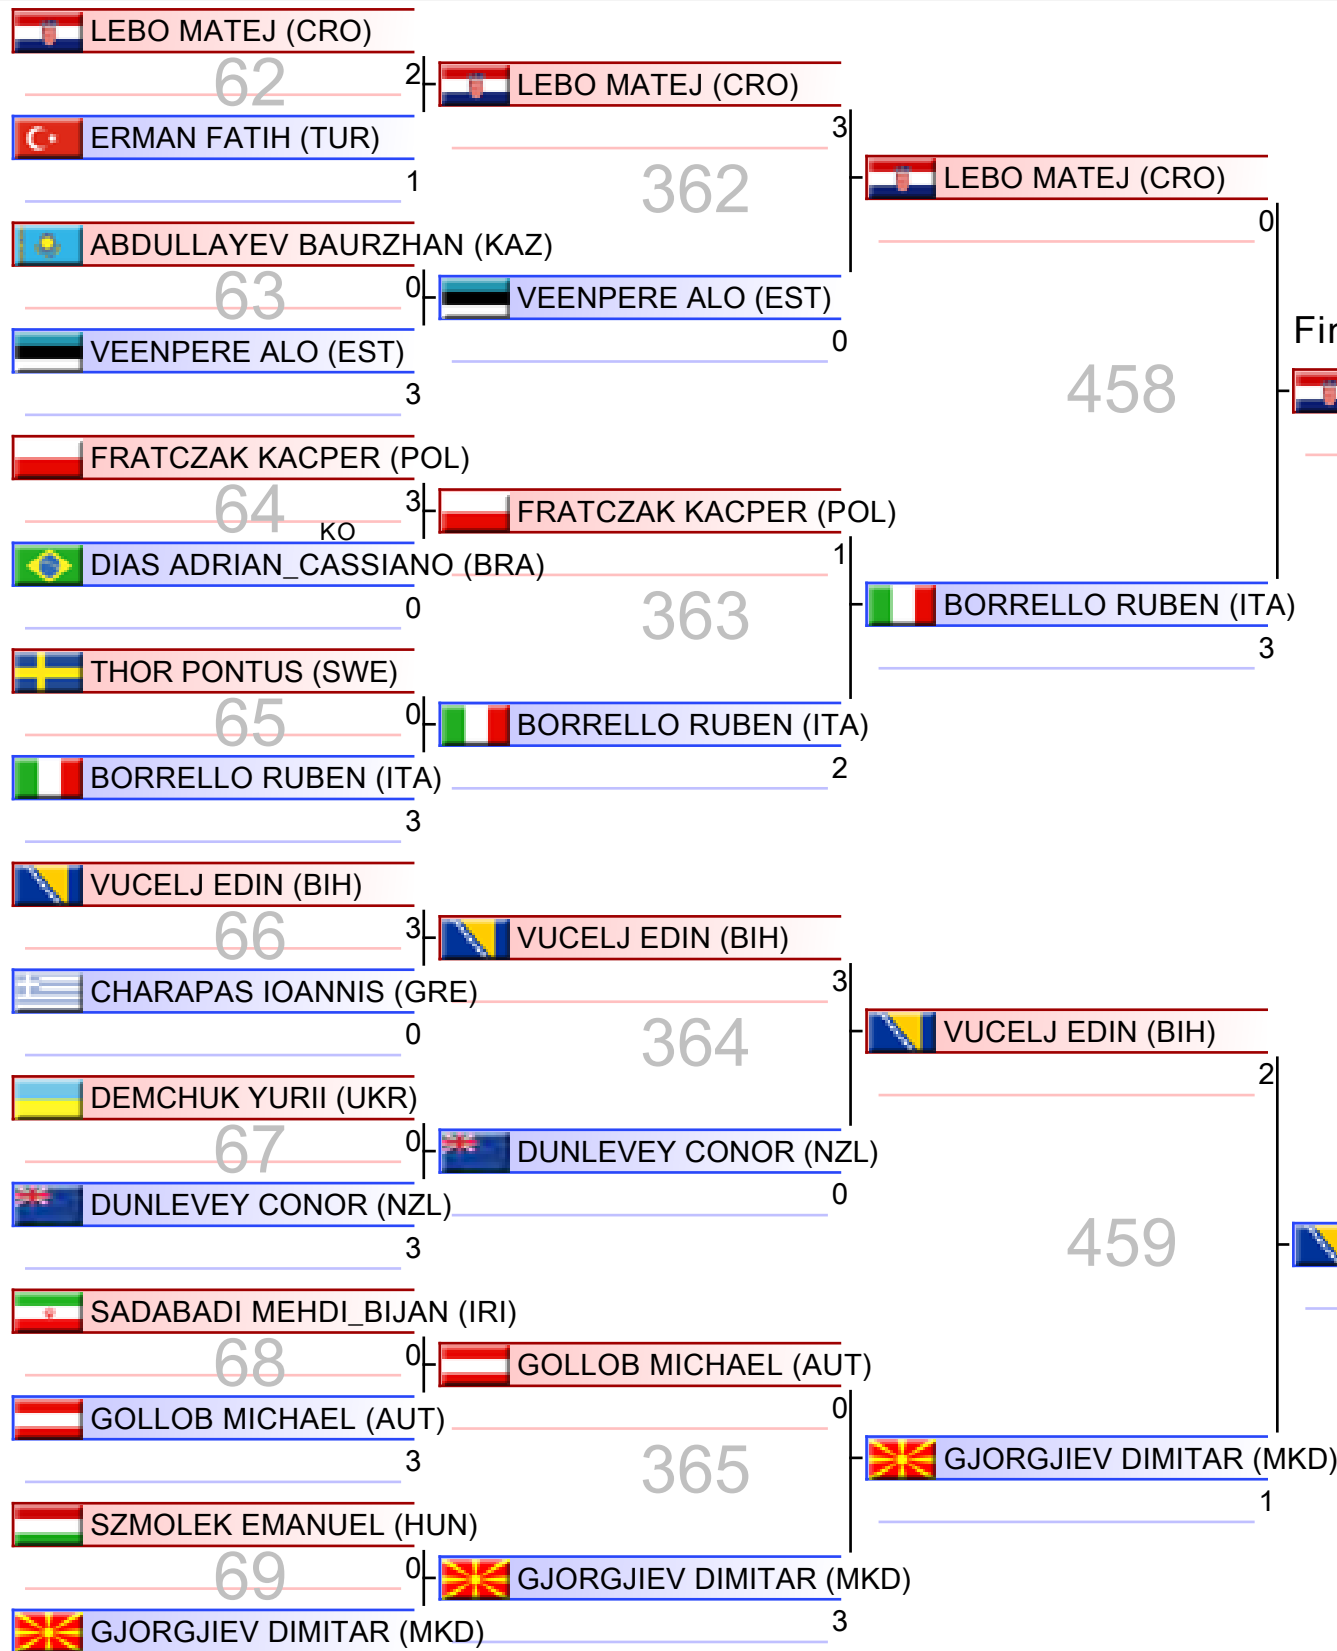 LEBO MATEJ (CRO)
62
2
LEBO MATEJ (CRO)
ERMAN FATIH (TUR)
3
1
362
LEBO MATEJ (CRO)
0
ABDULLAYEV BAURZHAN (KAZ)
63
0
VEENPERE ALO (EST)
VEENPERE ALO (EST)
0
3
458
FRATCZAK KACPER (POL)
64
3
KO
FRATCZAK KACPER (POL)
DIAS ADRIAN_CASSIANO (BRA)
1
0
363
BORRELLO RUBEN (ITA)
3
THOR PONTUS (SWE)
65
0
BORRELLO RUBEN (ITA)
BORRELLO RUBEN (ITA)
2
3
VUCELJ EDIN (BIH)
66
3
VUCELJ EDIN (BIH)
CHARAPAS IOANNIS (GRE)
3
0
364
VUCELJ EDIN (BIH)
2
DEMCHUK YURII (UKR)
67
0
DUNLEVEY CONOR (NZL)
DUNLEVEY CONOR (NZL)
0
3
459
SADABADI MEHDI_BIJAN (IRI)
68
0
GOLLOB MICHAEL (AUT)
GOLLOB MICHAEL (AUT)
0
3
365
GJORGJIEV DIMITAR (MKD)
1
SZMOLEK EMANUEL (HUN)
69
0
GJORGJIEV DIMITAR (MKD)
GJORGJIEV DIMITAR (MKD)
3